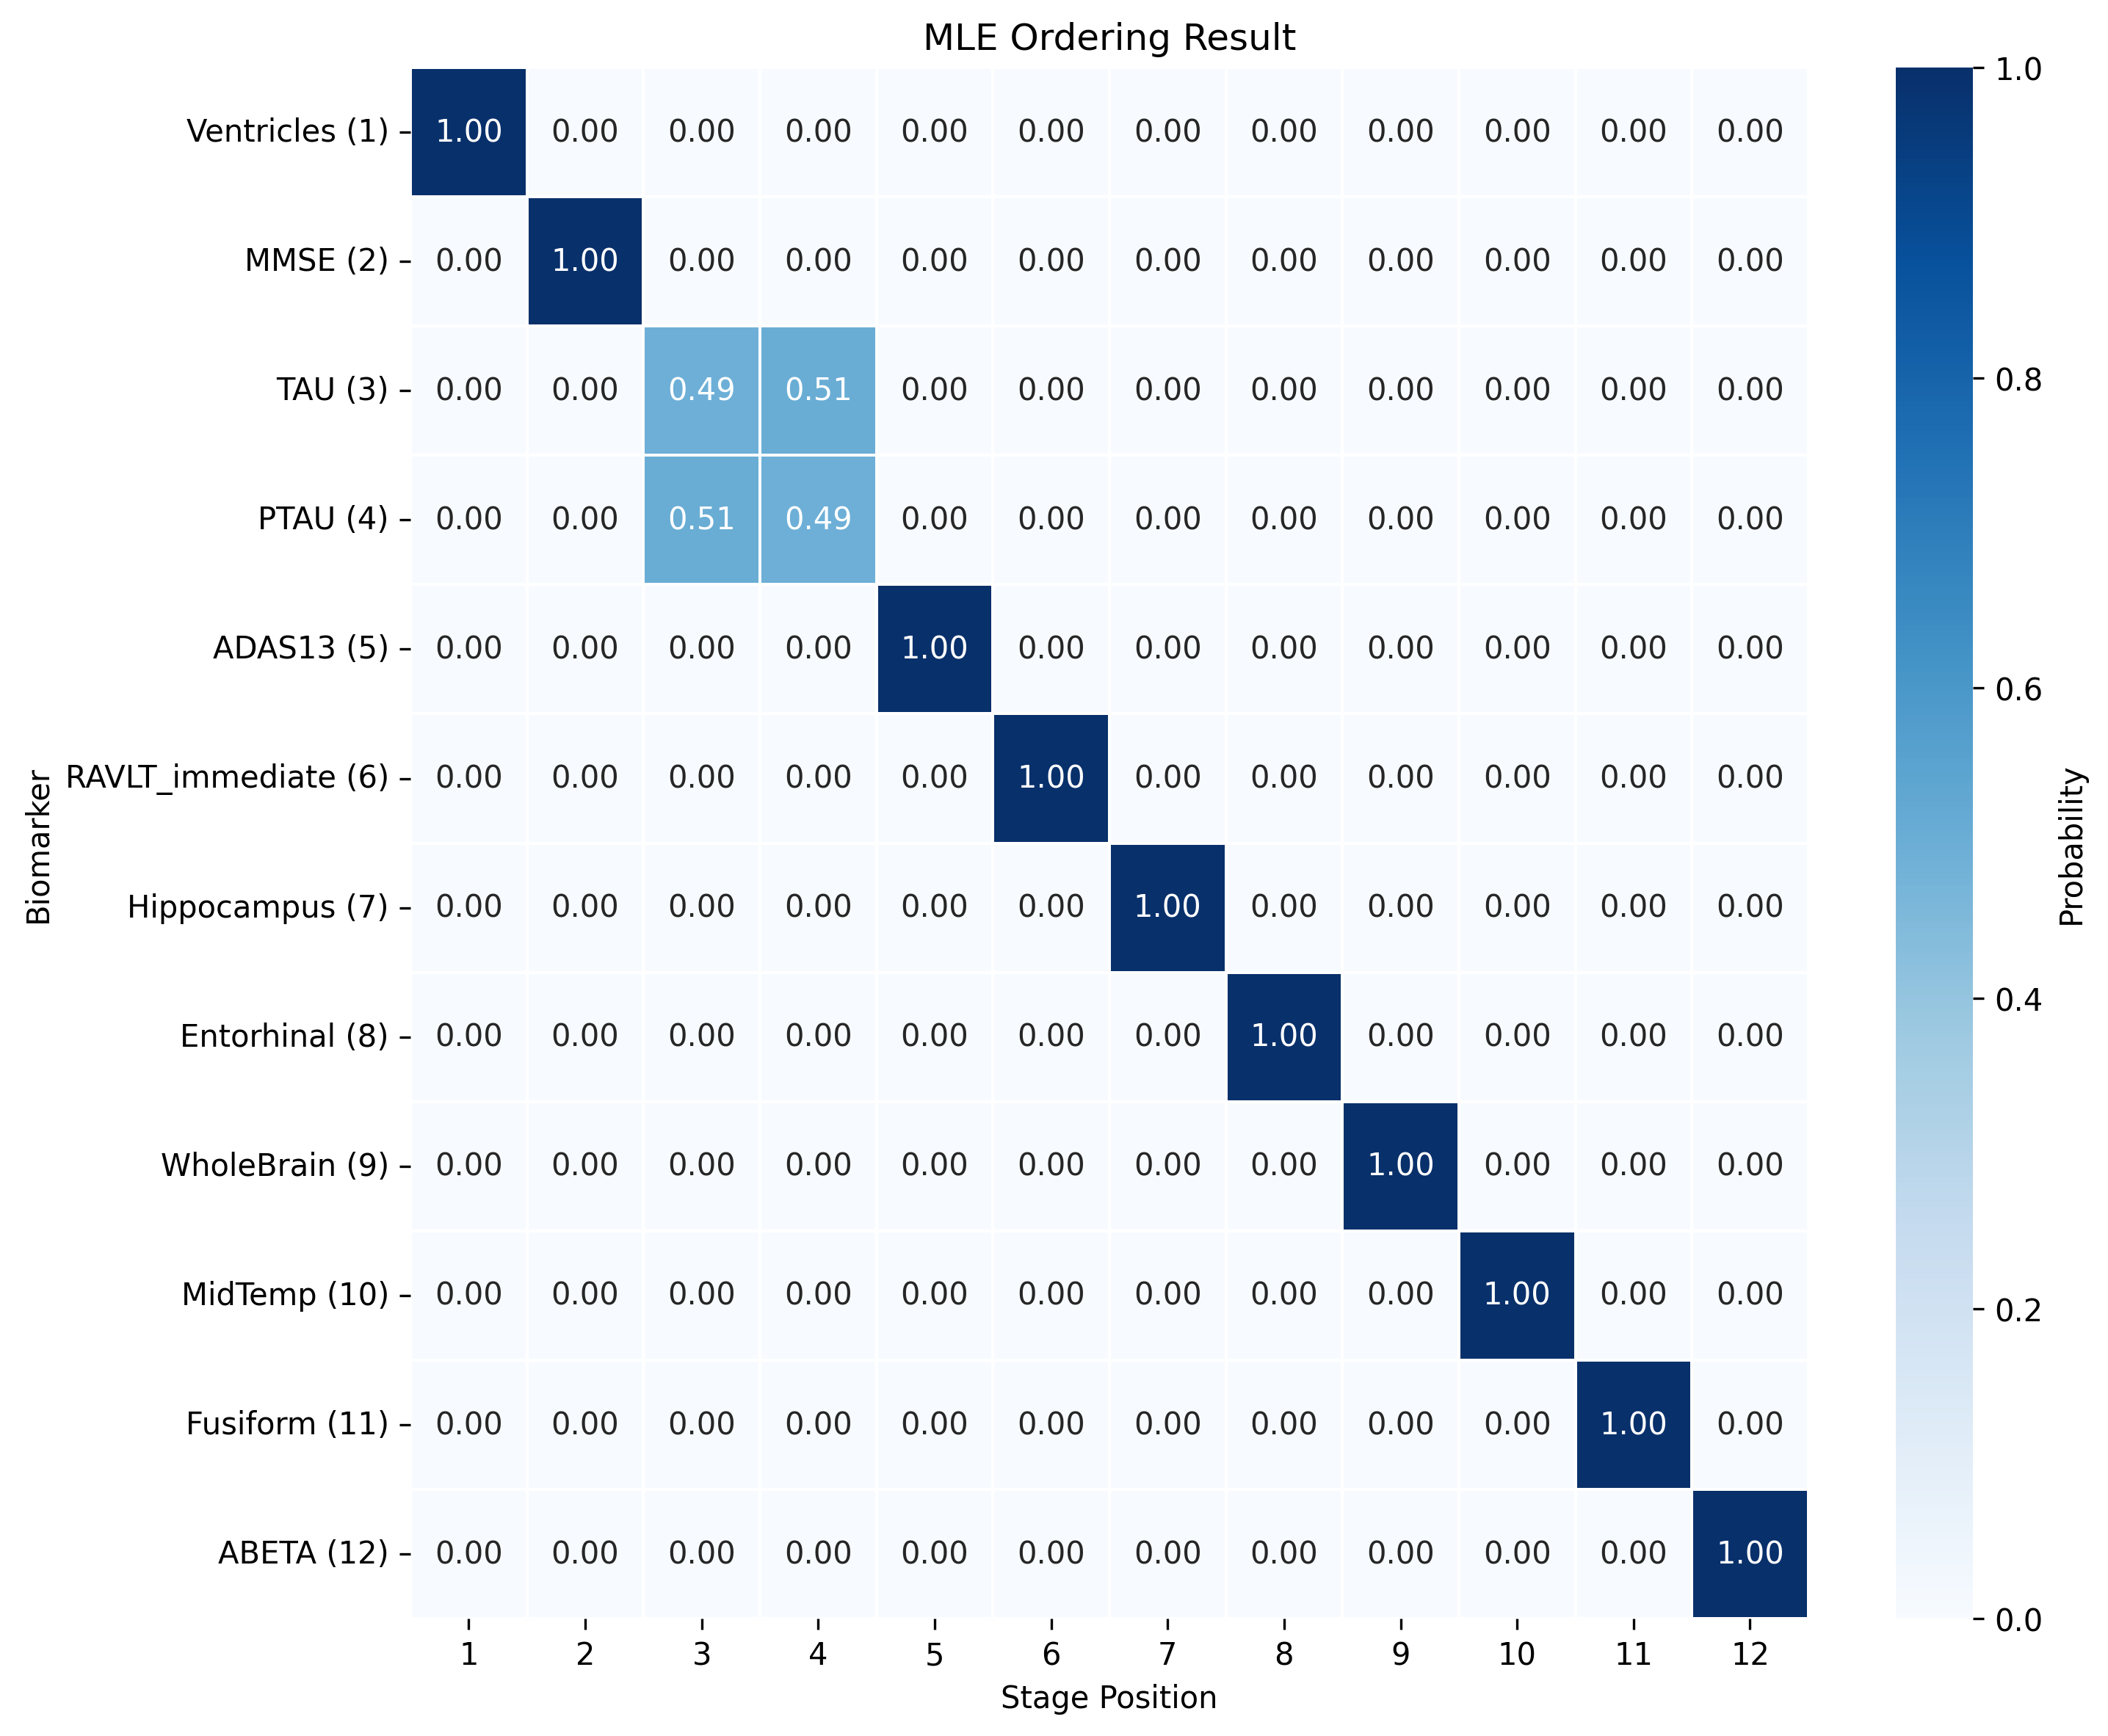 MLE Ordering Result
Ventricles (1) 1.00 0.00 0.00 0.00 0.00 0.00 0.00 0.00 0.00 0.00 0.00 0.00
MMSE (2) 0.00 1.00 0.00 0.00 0.00 0.00 0.00 0.00 0.00 0.00 0.00 0.00
TAU (3) 0.00 0.00 0.49 0.51 0.00 0.00 0.00 0.00 0.00 0.00 0.00 0.00
PTAU (4) 0.00 0.00 0.51 0.49 0.00 0.00 0.00 0.00 0.00 0.00 0.00 0.00
ADAS13 (5) 0.00 0.00 0.00 0.00 1.00 0.00 0.00 0.00 0.00 0.00 0.00 0.00
RAVLT_immediate (6) 0.00 0.00 0.00 0.00 0.00 1.00 0.00 0.00 0.00 0.00 0.00 0.00
Hippocampus (7) 0.00 0.00 0.00 0.00 0.00 0.00 1.00 0.00 0.00 0.00 0.00 0.00
Entorhinal (8) 0.00 0.00 0.00 0.00 0.00 0.00 0.00 1.00 0.00 0.00 0.00 0.00
WholeBrain (9) 0.00 0.00 0.00 0.00 0.00 0.00 0.00 0.00 1.00 0.00 0.00 0.00
MidTemp (10) 0.00 0.00 0.00 0.00 0.00 0.00 0.00 0.00 0.00 1.00 0.00 0.00
Fusiform (11) 0.00 0.00 0.00 0.00 0.00 0.00 0.00 0.00 0.00 0.00 1.00 0.00
ABETA (12) 0.00 0.00 0.00 0.00 0.00 0.00 0.00 0.00 0.00 0.00 0.00 1.00
1 2 3 4 5 6 7 8 9 10 11 12
Stage Position
Biomarker
1.0
0.8
0.6
0.4
0.2
0.0
Probability